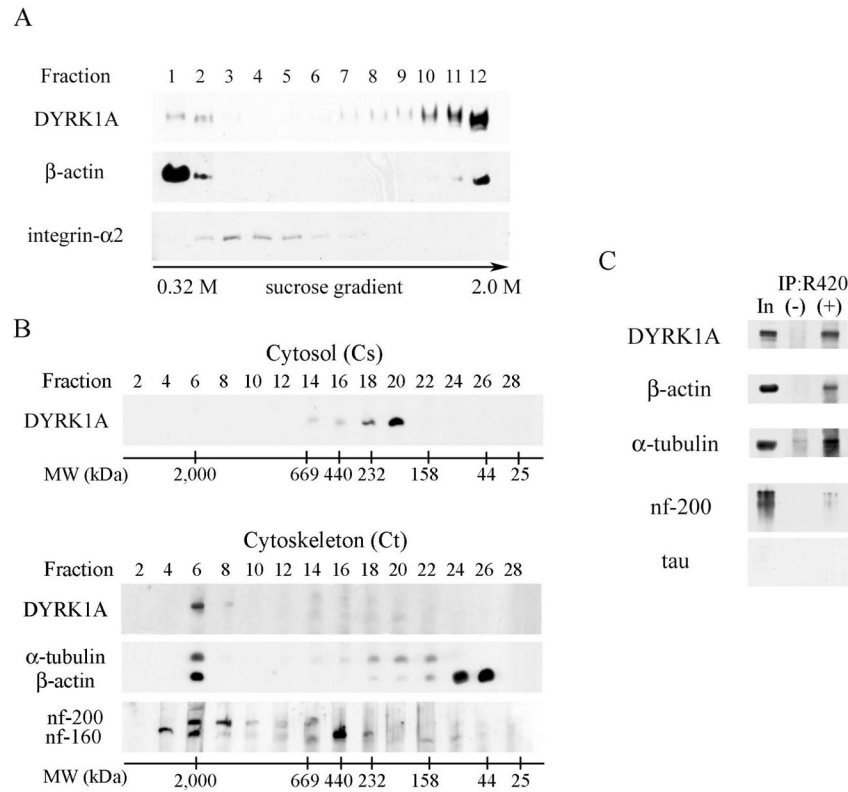 A
Fraction 1 2 3 4 5 6 7 8 9 10 11 12
DYRK1A
β-actin
integrin-α2
0.32 M sucrose gradient 2.0 M
B
Cytosol (Cs)
Fraction 2 4 6 8 10 12 14 16 18 20 22 24 26 28
DYRK1A
MW (kDa) 2,000 669 440 232 158 44 25
Cytoskeleton (Ct)
Fraction 2 4 6 8 10 12 14 16 18 20 22 24 26 28
DYRK1A
α-tubulin
β-actin
nf-200
nf-160
MW (kDa) 2,000 669 440 232 158 44 25
C
IP:R420
In (-) (+)
DYRK1A
β-actin
α-tubulin
nf-200
tau